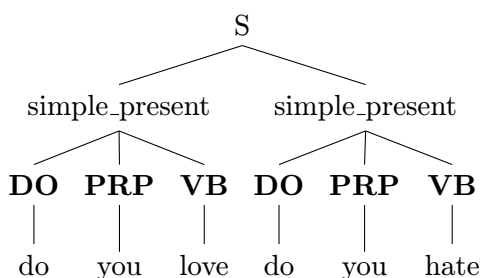 S
simple_present simple_present
DO PRP VB DO PRP VB
do you love do you hate